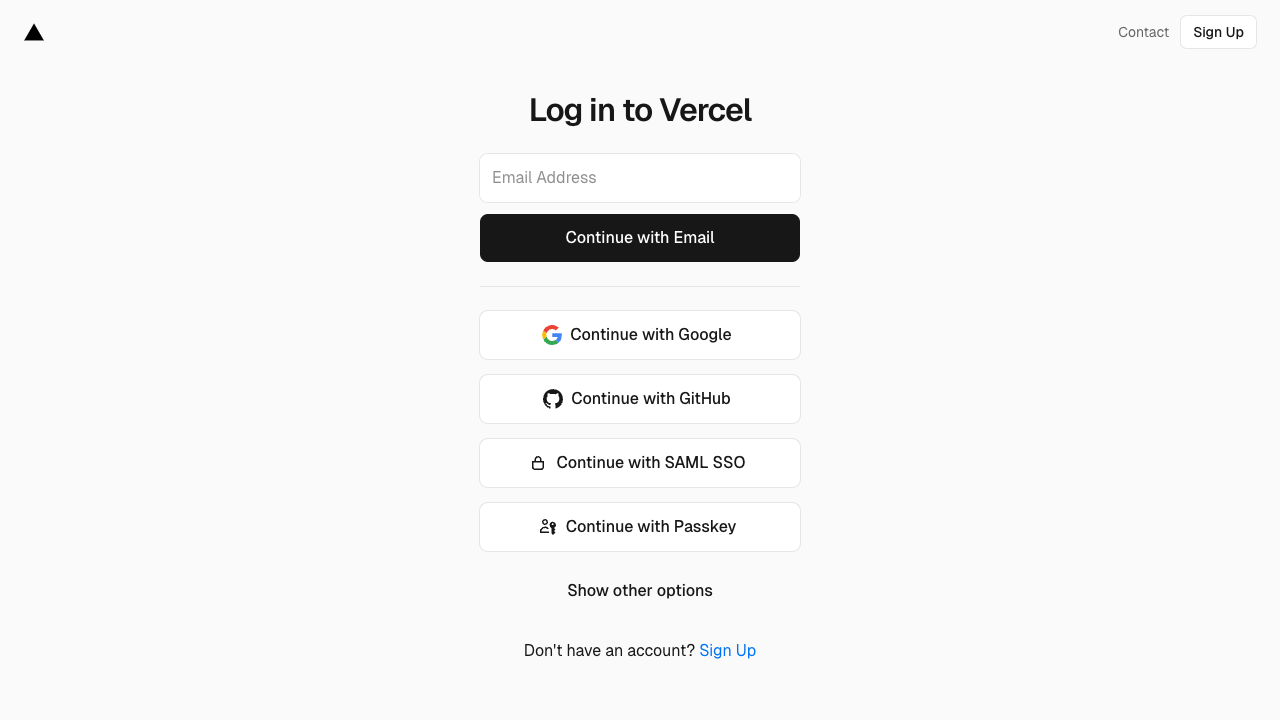 Contact
Sign Up
Log in to Vercel
Email Address
Continue with Email
Continue with Google
Continue with GitHub
Continue with SAML SSO
Continue with Passkey
Show other options
Don't have an account? Sign Up